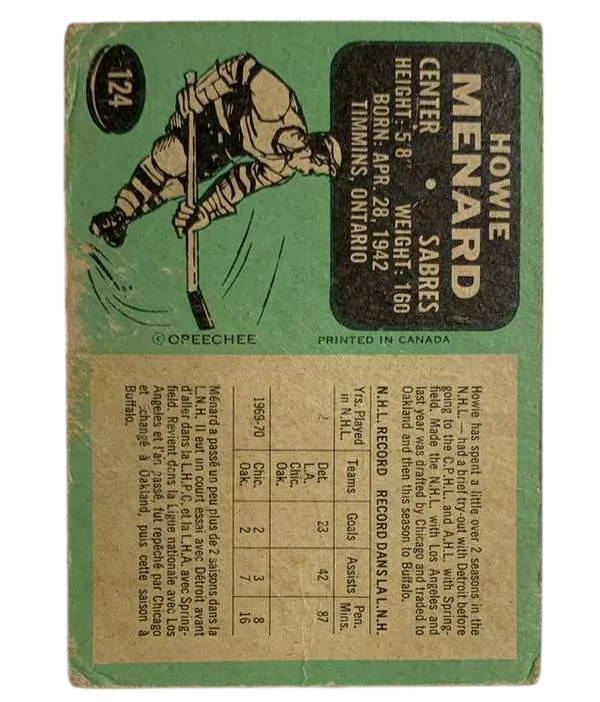 HOWIE
MENARD
CENTER • SABRES
HEIGHT: 5'8" WEIGHT: 160
BORN: APR. 28, 1942
TIMMINS, ONTARIO
124
© OPEECHEE
PRINTED IN CANADA
Howie has spent a little over 2 seasons in the
N.H.L. — had a brief try-out with Detroit before
going to the C.P.H.L. and A.H.L. with Spring-
field. Made the N.H.L. with Los Angeles and
last year was drafted by Chicago and traded to
Oakland and then this season to Buffalo.
N.H.L. RECORD RECORD DANS LA L.N.H.
Yrs. Played Teams Goals Assists Pen.
in N.H.L. Mins.
2 Det. 23 42 87
L.A.
Chic.
Oak.
1969-70 Chic. 2 3 8
Oak. 2 7 16
Ménard a passé un peu plus de 2 saisons dans la
L.N.H. Il eut un court essai avec Détroit avant
d'aller dans la L.H.P.C. et la L.H.A. avec Spring-
field. Revient dans la Ligue nationale avec Los
Angeles et l'an passé, fut repêché par Chicago
et échangé à Oakland, puis cette saison à
Buffalo.